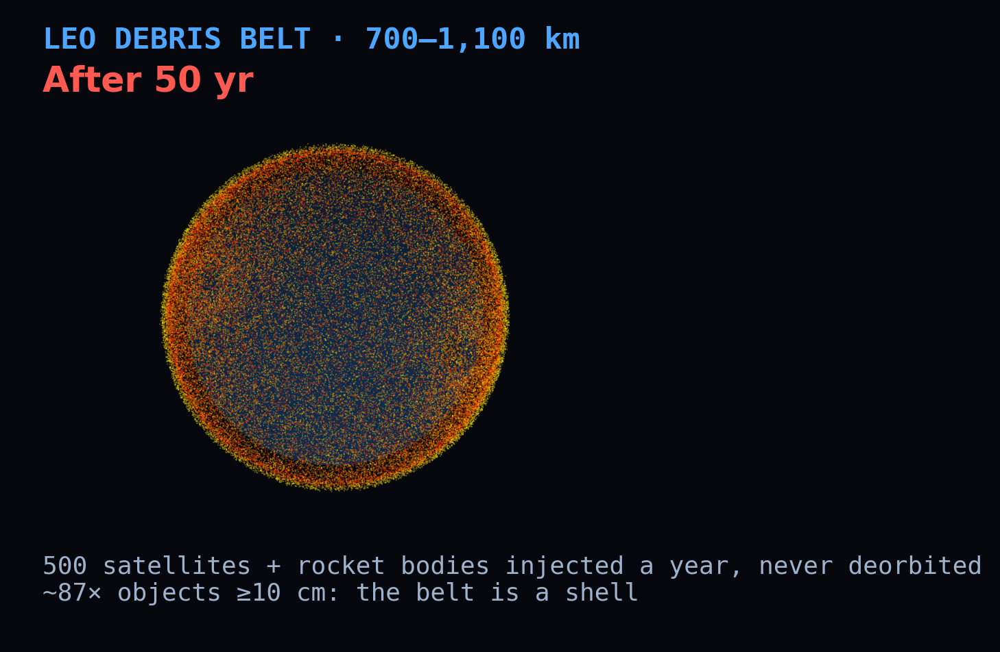 LEO DEBRIS BELT · 700–1,100 km
After 50 yr
500 satellites + rocket bodies injected a year, never deorbited
~87× objects ≥10 cm: the belt is a shell